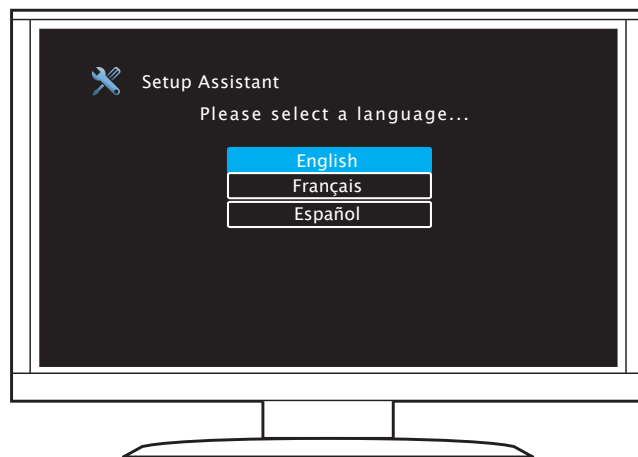 Setup Assistant
Please select a language...
English
Français
Español